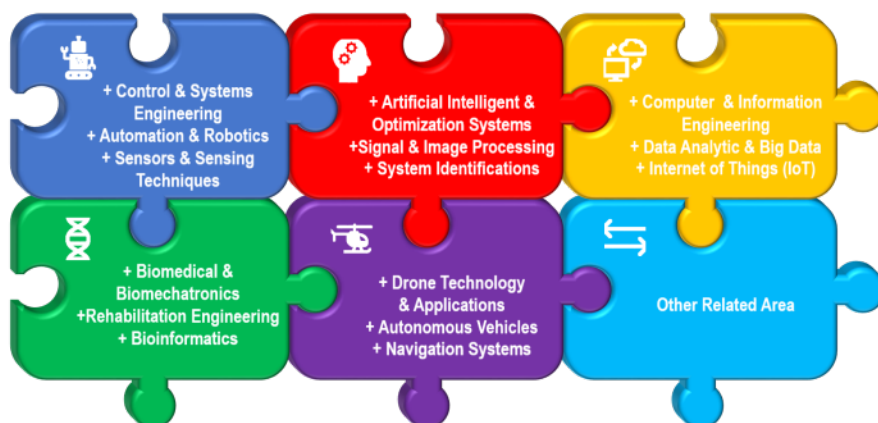 + Control & Systems
Engineering
+ Automation & Robotics
+ Sensors & Sensing
Techniques
+ Artificial Intelligent &
Optimization Systems
+Signal & Image Processing
+ System Identifications
+ Computer & Information
Engineering
+ Data Analytic & Big Data
+ Internet of Things (IoT)
+ Biomedical &
Biomechatronics
+Rehabilitation Engineering
+ Bioinformatics
+ Drone Technology
& Applications
+ Autonomous Vehicles
+ Navigation Systems
Other Related Area